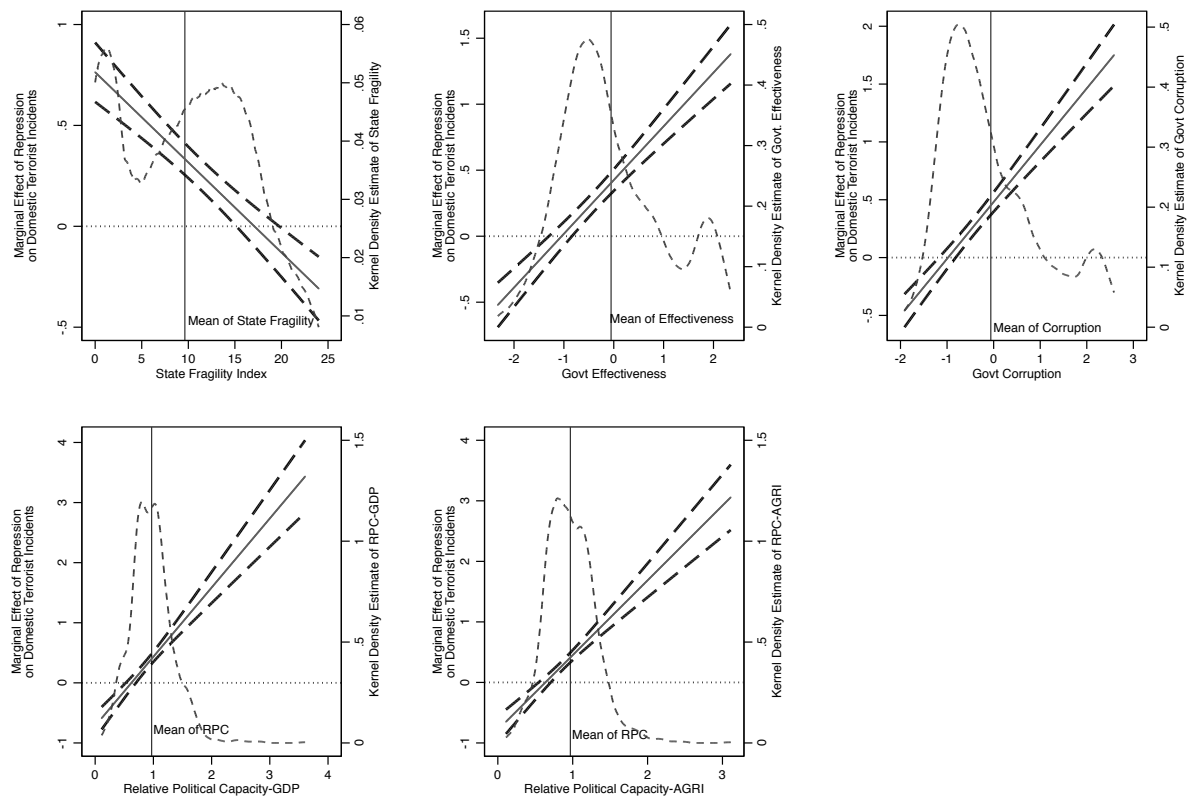 Marginal Effect of Repression
on Domestic Terrorist Incidents
-.5
0
.5
1
.01
.02
.03
.04
.05
.06
Kernel Density Estimate of State Fragility
Mean of State Fragility
0 5 10 15 20 25
State Fragility Index
Marginal Effect of Repression
on Domestic Terrorist Incidents
-.5
0
.5
1
1.5
0
.1
.2
.3
.4
.5
Kernel Density Estimate of Govt. Effectiveness
Mean of Effectiveness
-2 -1 0 1 2
Govt Effectiveness
Marginal Effect of Repression
on Domestic Terrorist Incidents
-.5
0
.5
1
1.5
2
0
.1
.2
.3
.4
.5
Kernel Density Estimate of Govt Corruption
Mean of Corruption
-2 -1 0 1 2 3
Govt Corruption
Marginal Effect of Repression
on Domestic Terrorist Incidents
-1
0
1
2
3
4
0
.5
1
1.5
Kernel Density Estimate of RPC-GDP
Mean of RPC
0 1 2 3 4
Relative Political Capacity-GDP
Marginal Effect of Repression
on Domestic Terrorist Incidents
-1
0
1
2
3
4
0
.5
1
1.5
Kernel Density Estimate of RPC-AGRI
Mean of RPC
0 1 2 3
Relative Political Capacity-AGRI